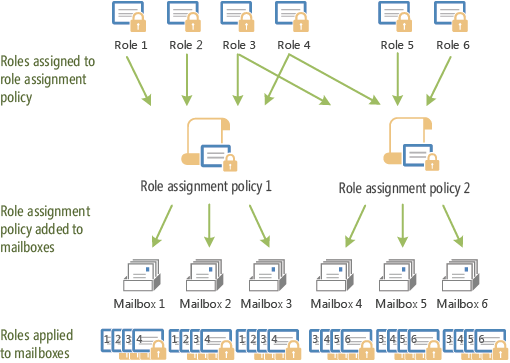 Role 1 Role 2 Role 3 Role 4 Role 5 Role 6
Roles assigned to
role assignment
policy
Role assignment policy 1 Role assignment policy 2
Role assignment
policy added to
mailboxes
Mailbox 1 Mailbox 2 Mailbox 3 Mailbox 4 Mailbox 5 Mailbox 6
Roles applied
to mailboxes
1 2 3 4 1 2 3 4 1 2 3 4 3 4 5 6 3 4 5 6 3 4 5 6